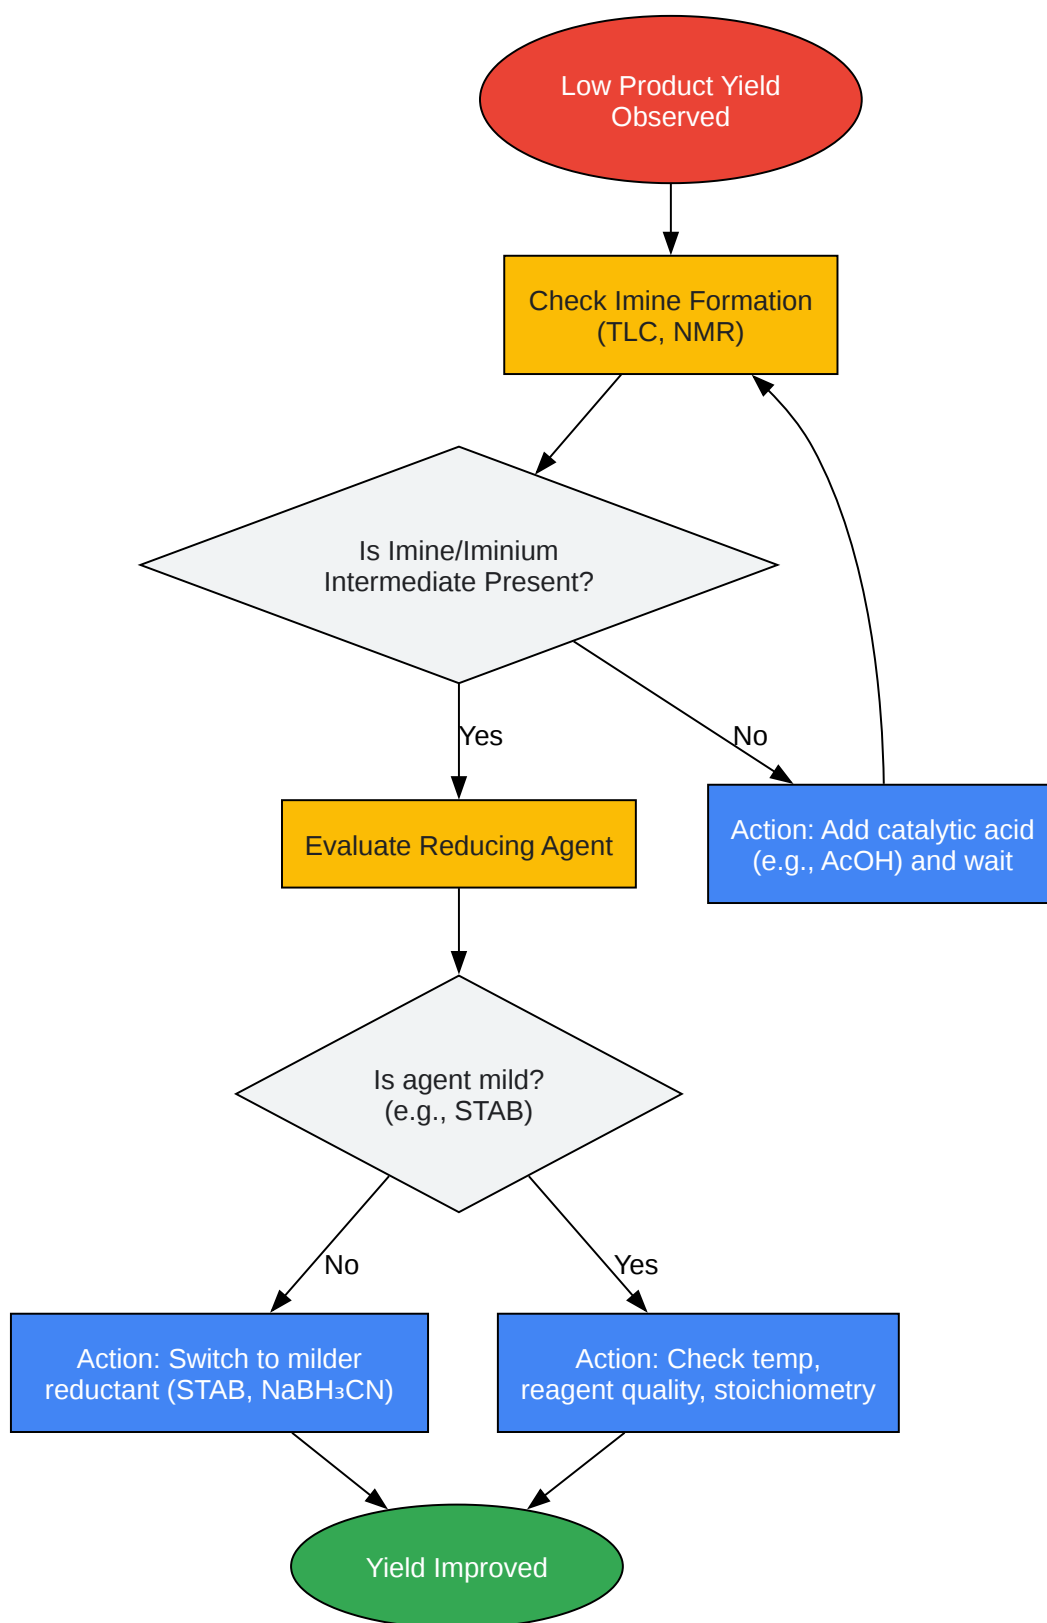 Low Product Yield
Observed
Check Imine Formation
(TLC, NMR)
Is Imine/Iminium
Intermediate Present?
Yes
No
Evaluate Reducing Agent
Action: Add catalytic acid
(e.g., AcOH) and wait
Is agent mild?
(e.g., STAB)
No
Yes
Action: Switch to milder
reductant (STAB, NaBH₃CN)
Action: Check temp,
reagent quality, stoichiometry
Yield Improved